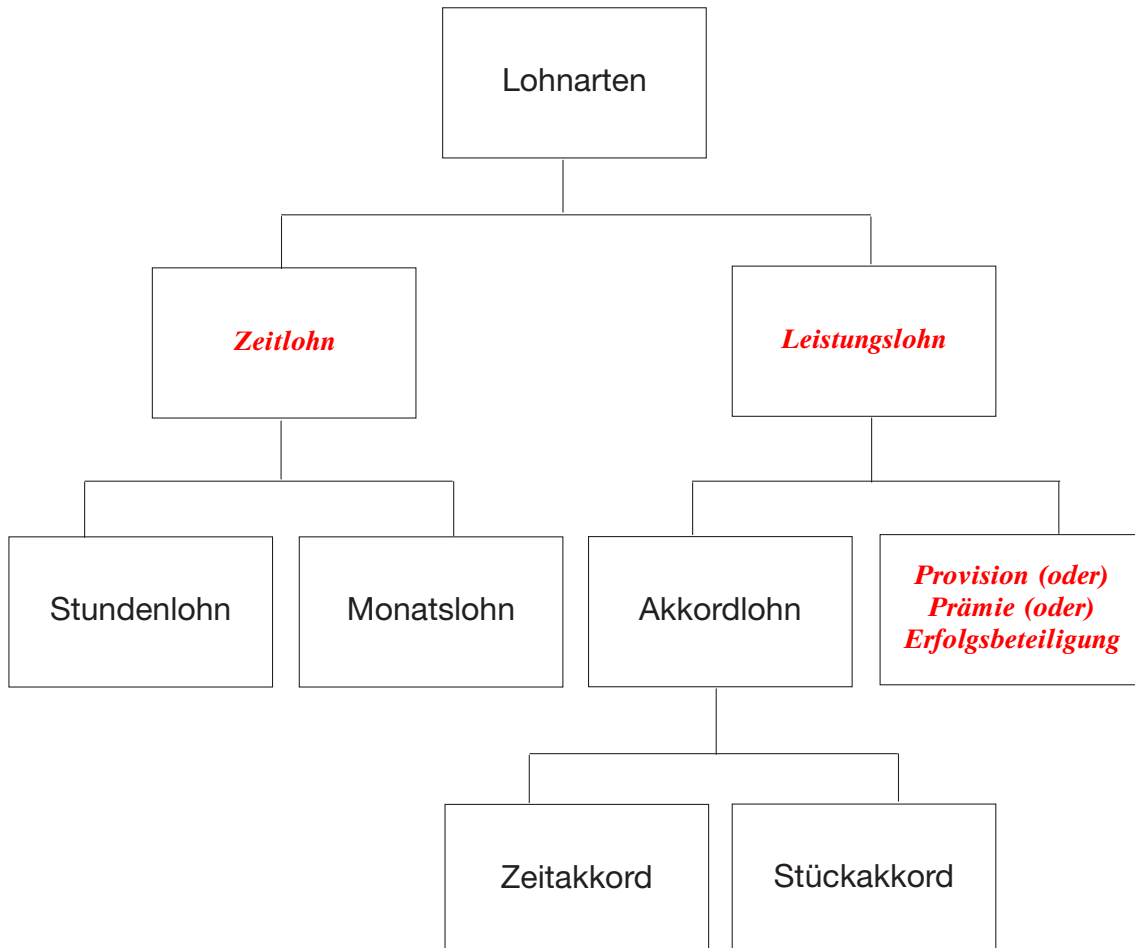 Lohnarten
Zeitlohn
Leistungslohn
Stundenlohn
Monatslohn
Akkordlohn
Provision (oder)
Prämie (oder)
Erfolgsbeteiligung
Zeitakkord
Stückakkord